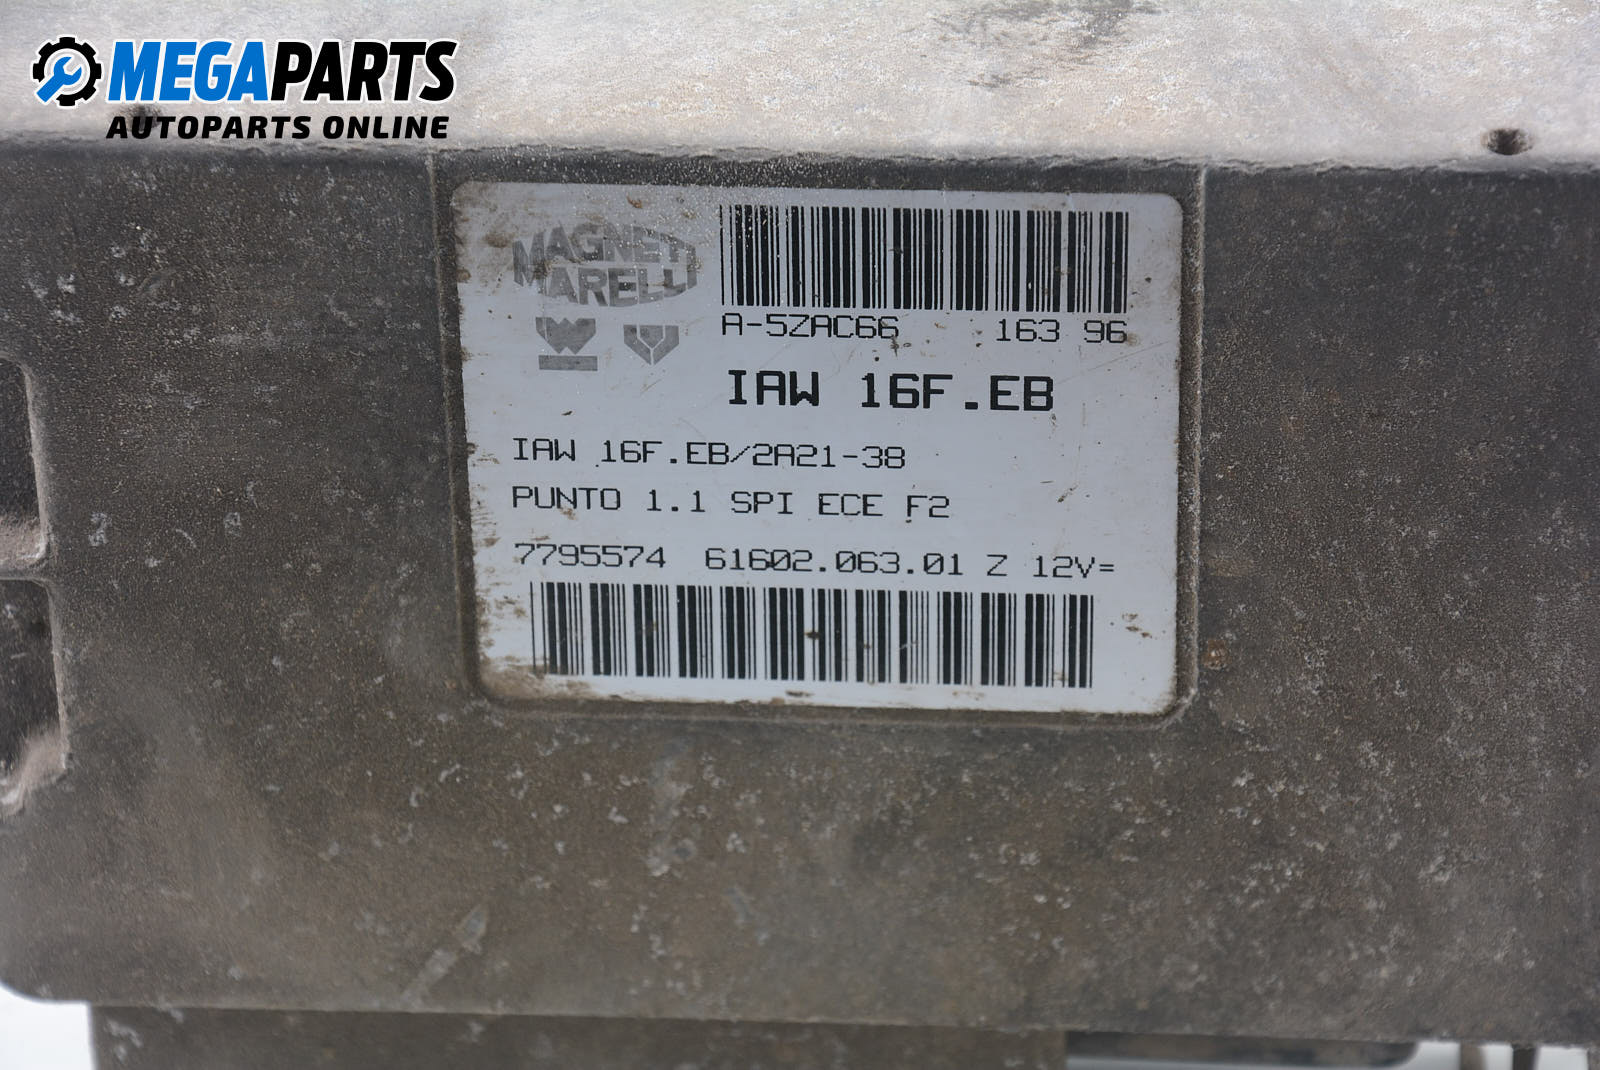 MEGAPARTS
AUTOPARTS ONLINE
MAGNETI
MARELLI
A-5ZAC66 163 96
IAW 16F.EB
IAW 16F.EB/2A21-38
PUNTO 1.1 SPI ECE F2
7795574 61602.063.01 Z 12V=